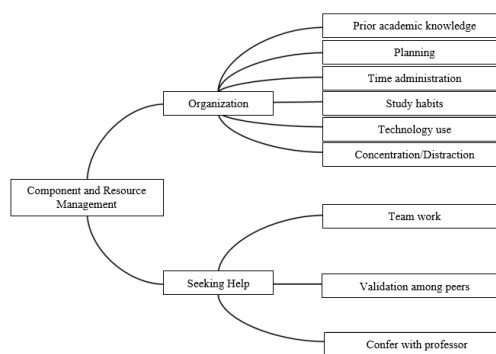 Prior academic knowledge
Planning
Time administration
Organization
Study habits
Technology use
Concentration/Distraction
Component and Resource
Management
Team work
Seeking Help
Validation among peers
Confer with professor